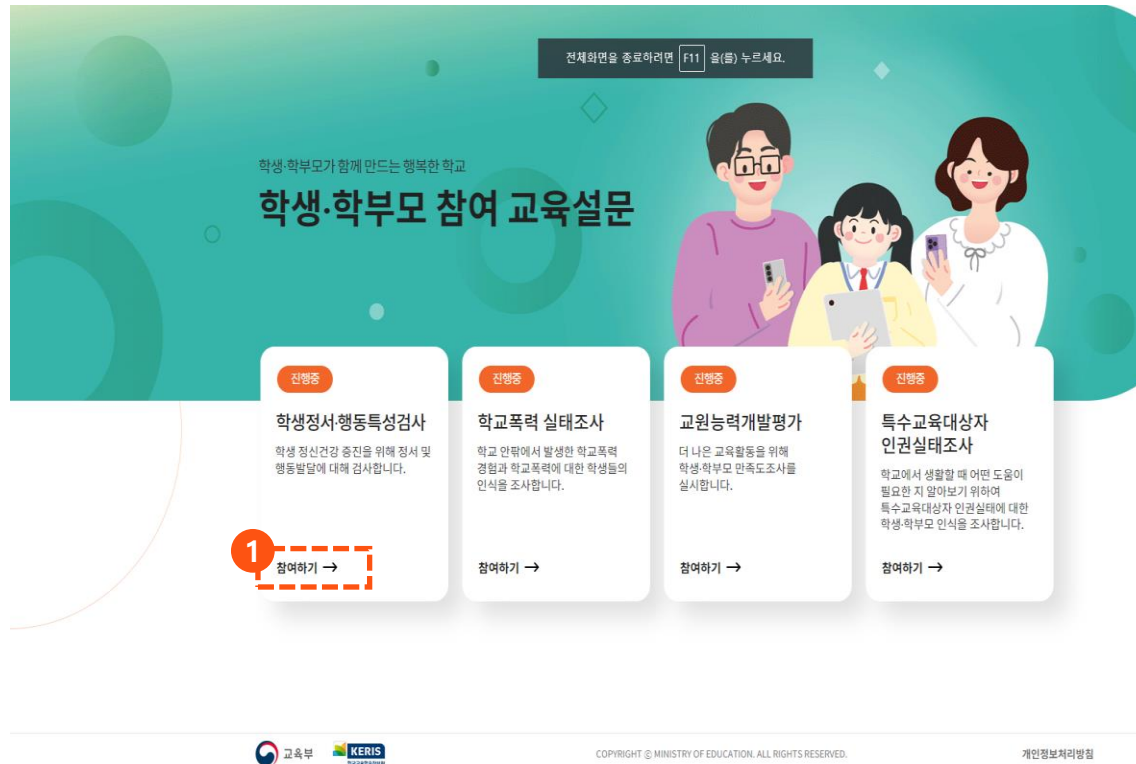 전체화면을 종료하려면 F11 을(를) 누르세요.
학생·학부모가 함께 만드는 행복한 학교
학생·학부모 참여 교육설문
진행중
학생정서·행동특성검사
학생 정신건강 증진을 위해 정서 및
행동발달에 대해 검사합니다.
1
참여하기 →
진행중
학교폭력 실태조사
학교 안팎에서 발생한 학교폭력
경험과 학교폭력에 대한 학생들의
인식을 조사합니다.
참여하기 →
진행중
교원능력개발평가
더 나은 교육활동을 위해
학생·학부모 만족도조사를
실시합니다.
참여하기 →
진행중
특수교육대상자
인권실태조사
학교에서 생활할 때 어떤 도움이
필요한 지 알아보기 위하여
특수교육대상자 인권실태에 대한
학생·학부모 인식을 조사합니다.
참여하기 →
교육부
KERIS
COPYRIGHT ⓒ MINISTRY OF EDUCATION. ALL RIGHTS RESERVED.
개인정보처리방침